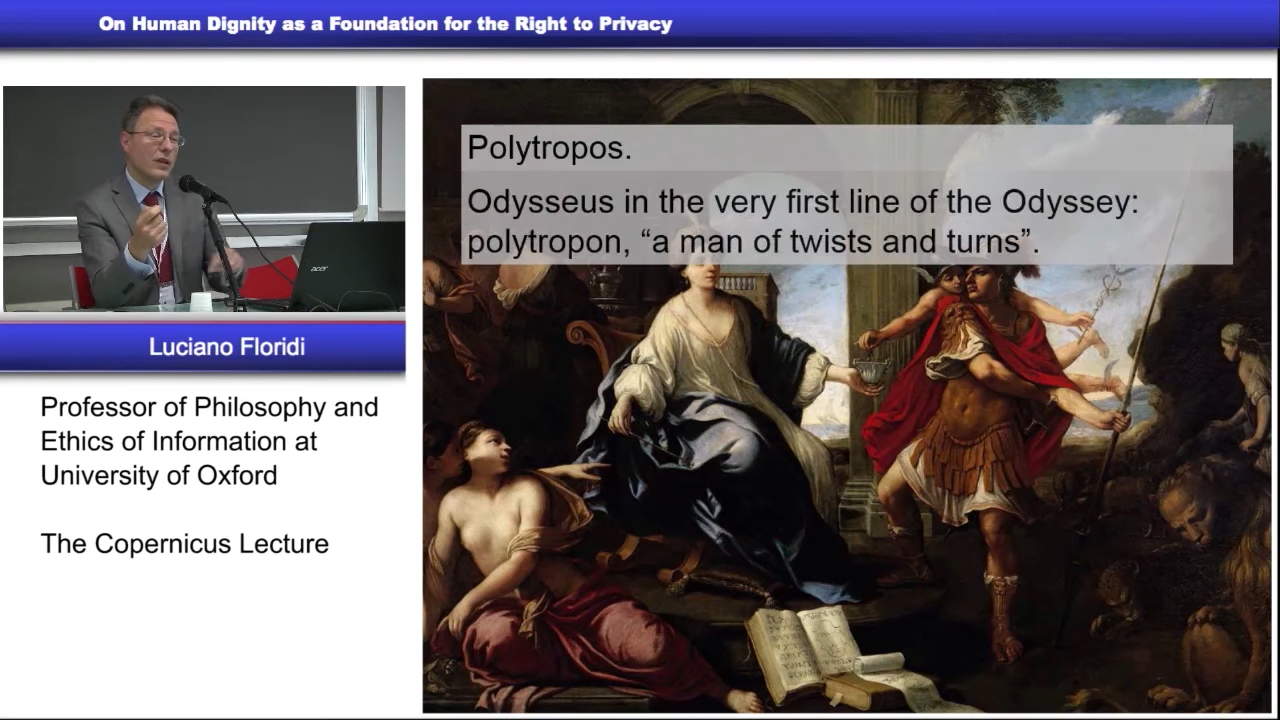 On Human Dignity as a Foundation for the Right to Privacy
Polytropos.
Odysseus in the very first line of the Odyssey:
polytropon, “a man of twists and turns”.
acer
Luciano Floridi
Professor of Philosophy and
Ethics of Information at
University of Oxford
The Copernicus Lecture